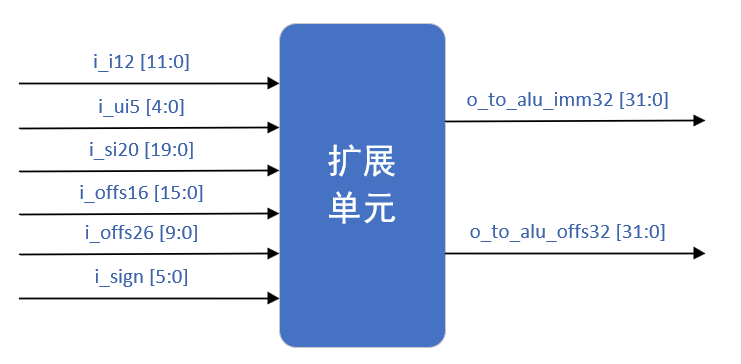 i_i12 [11:0]
i_ui5 [4:0]
i_si20 [19:0]
i_offs16 [15:0]
i_offs26 [9:0]
i_sign [5:0]
扩展
单元
o_to_alu_imm32 [31:0]
o_to_alu_offs32 [31:0]